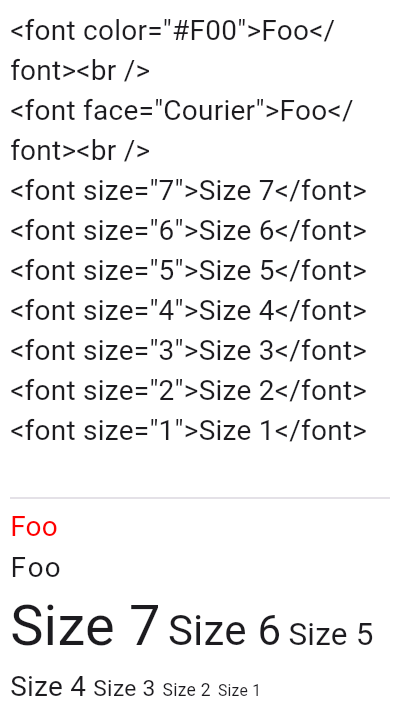 <font color="#F00">Foo</
font><br />
<font face="Courier">Foo</
font><br />
<font size="7">Size 7</font>
<font size="6">Size 6</font>
<font size="5">Size 5</font>
<font size="4">Size 4</font>
<font size="3">Size 3</font>
<font size="2">Size 2</font>
<font size="1">Size 1</font>
Foo
Foo
Size 7 Size 6 Size 5
Size 4 Size 3 Size 2 Size 1